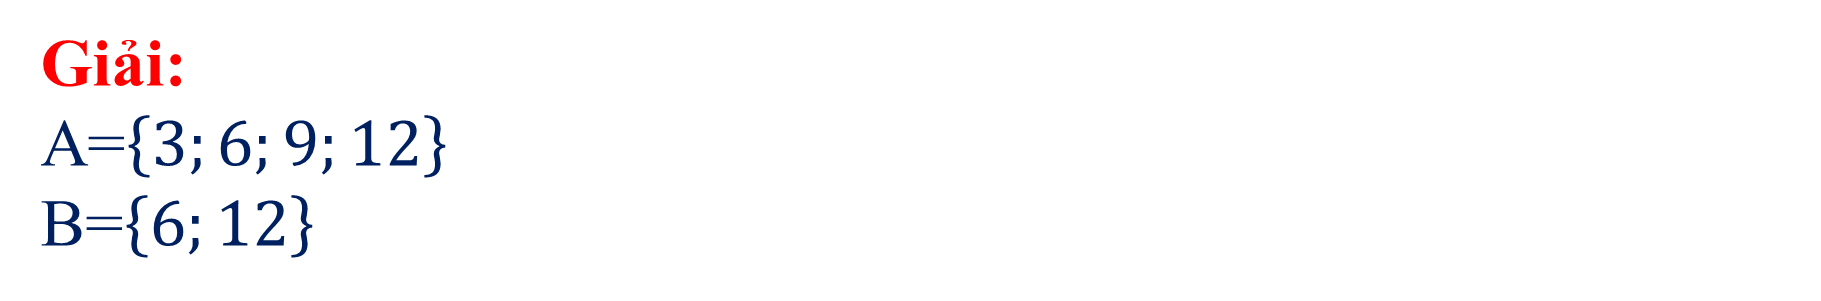 Giải:
A={3; 6; 9; 12}
B={6; 12}